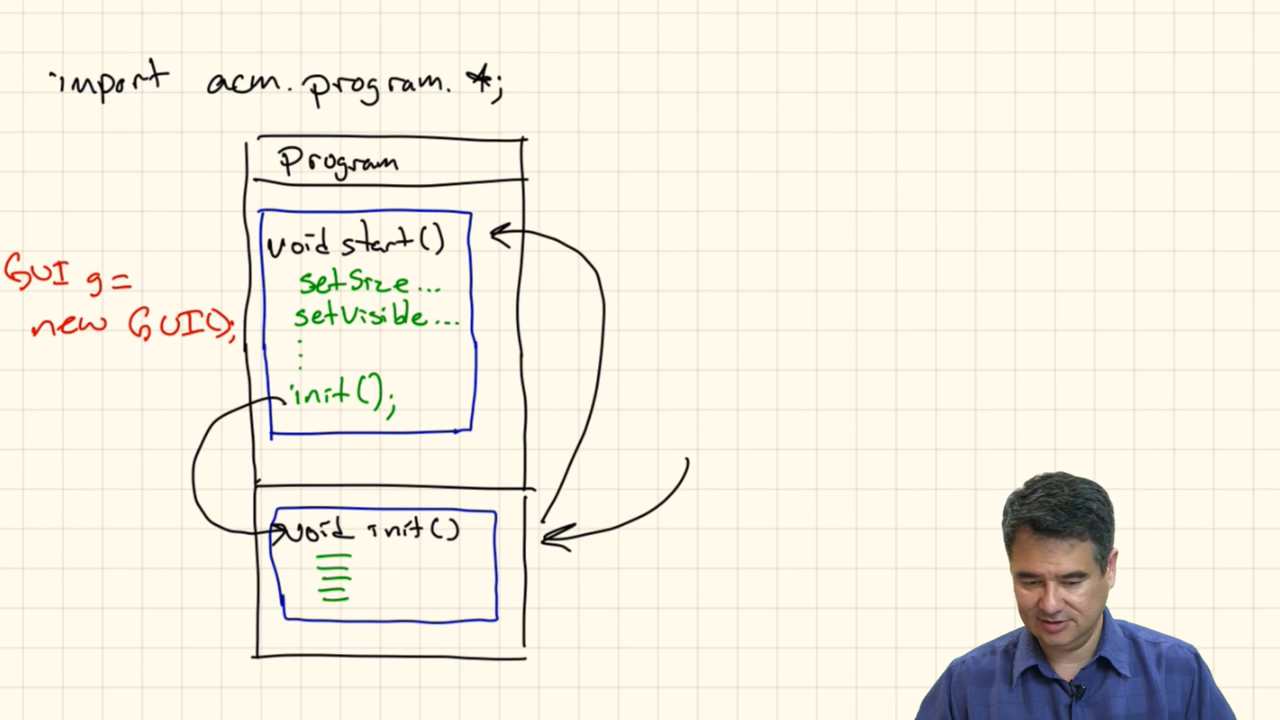 import acm.program.*;
Program
void start()
setSize...
setVisible...
init();
GUI g =
new GUI();
void init()